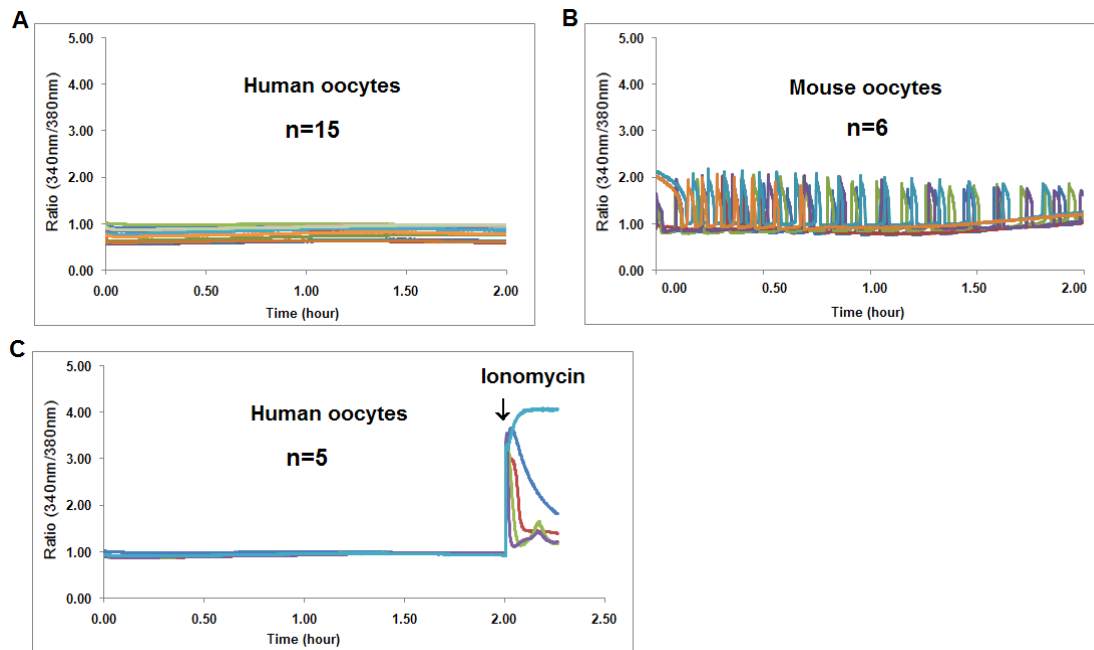 A
5.00
4.00
3.00
2.00
1.00
0.00
Ratio (340nm/380nm)
Human oocytes
n=15
0.00 0.50 1.00 1.50 2.00
Time (hour)
B
5.00
4.00
3.00
2.00
1.00
0.00
Ratio (340nm/380nm)
Mouse oocytes
n=6
0.00 0.50 1.00 1.50 2.00
Time (hour)
C
5.00
4.00
3.00
2.00
1.00
0.00
Ratio (340nm/380nm)
Ionomycin
Human oocytes
n=5
0.00 0.50 1.00 1.50 2.00 2.50
Time (hour)